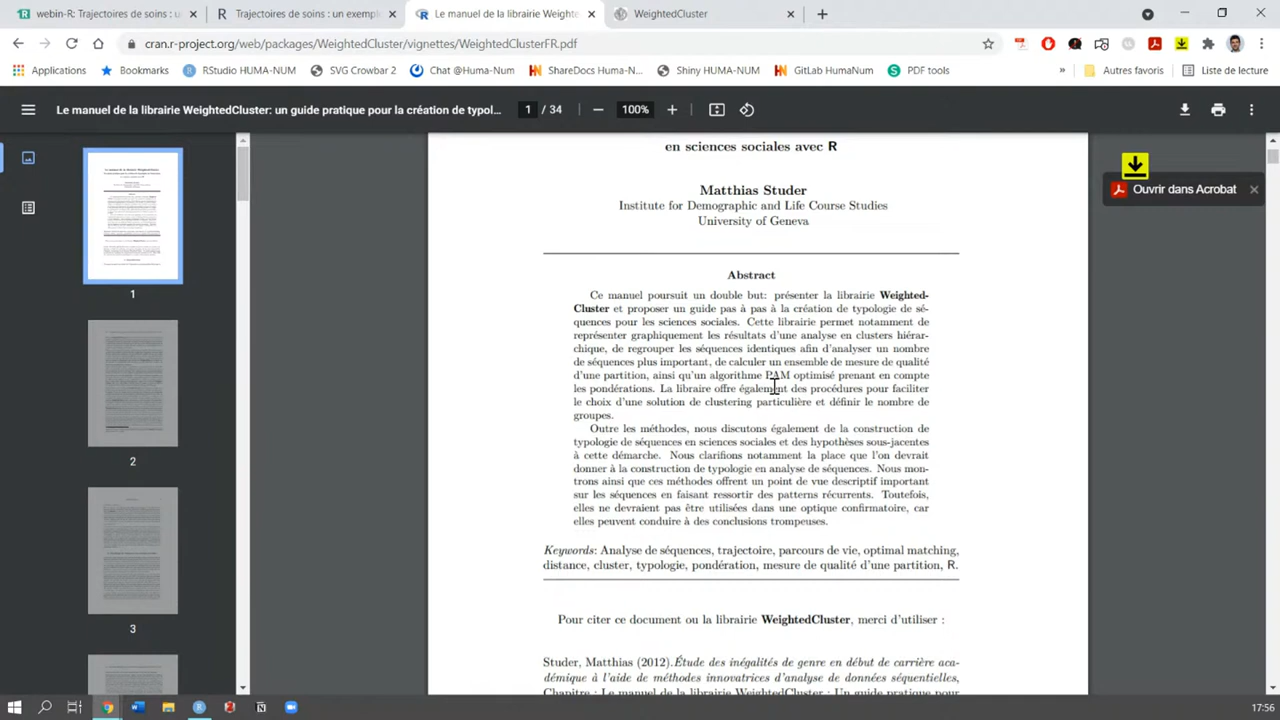 webin-R: Trajectoires de soins : u
Trajectoires de soins : un exemple
Le manuel de la librairie Weighte
WeightedCluster
cran.r-project.org/web/packages/WeightedCluster/vignettes/WeightedClusterFR.pdf
Applications
Bookmarks
RStudio HUMA-NUM
SVG Crowbar 2
Chat @Huma-Num
ShareDocs Huma-N...
Shiny HUMA-NUM
GitLab HumaNum
PDF tools
»
Autres favoris
Liste de lecture
Le manuel de la librairie WeightedCluster: un guide pratique pour la création de typol...
1 / 34
100%
Ouvrir dans Acrobat
1
2
3
en sciences sociales avec R
Matthias Studer
Institute for Demographic and Life Course Studies
University of Geneva
Abstract
Ce manuel poursuit un double but: présenter la librairie Weighted-
Cluster et proposer un guide pas à pas à la création de typologie de sé-
quences pour les sciences sociales. Cette librairie permet notamment de
représenter graphiquement les résultats d'une analyse en clusters hiérar-
chique, de regrouper les séquences identiques afin d'analyser un nombre
de séquences plus important, de calculer un ensemble de mesure de qualité
d'une partition, ainsi qu'un algorithme PAM optimisé prenant en compte
les pondérations. La libraire offre également des procédures pour faciliter
le choix d'une solution de clustering particulière et définir le nombre de
groupes.
Outre les méthodes, nous discutons également de la construction de
typologie de séquences en sciences sociales et des hypothèses sous-jacentes
à cette démarche. Nous clarifions notamment la place que l'on devrait
donner à la construction de typologie en analyse de séquences. Nous mon-
trons ainsi que ces méthodes offrent un point de vue descriptif important
sur les séquences en faisant ressortir des patterns récurrents. Toutefois,
elles ne devraient pas être utilisées dans une optique confirmatoire, car
elles peuvent conduire à des conclusions trompeuses.
Keywords: Analyse de séquences, trajectoire, parcours de vie, optimal matching,
distance, cluster, typologie, pondération, mesure de qualité d'une partition, R.
Pour citer ce document ou la librairie WeightedCluster, merci d'utiliser :
Studer, Matthias (2012).Étude des inégalités de genre en début de carrière aca-
démique à l'aide de méthodes innovatrices d'analyse de données séquentielles,
Chapitre : Le manuel de la librairie WeightedCluster : Un guide pratique pour
17:56